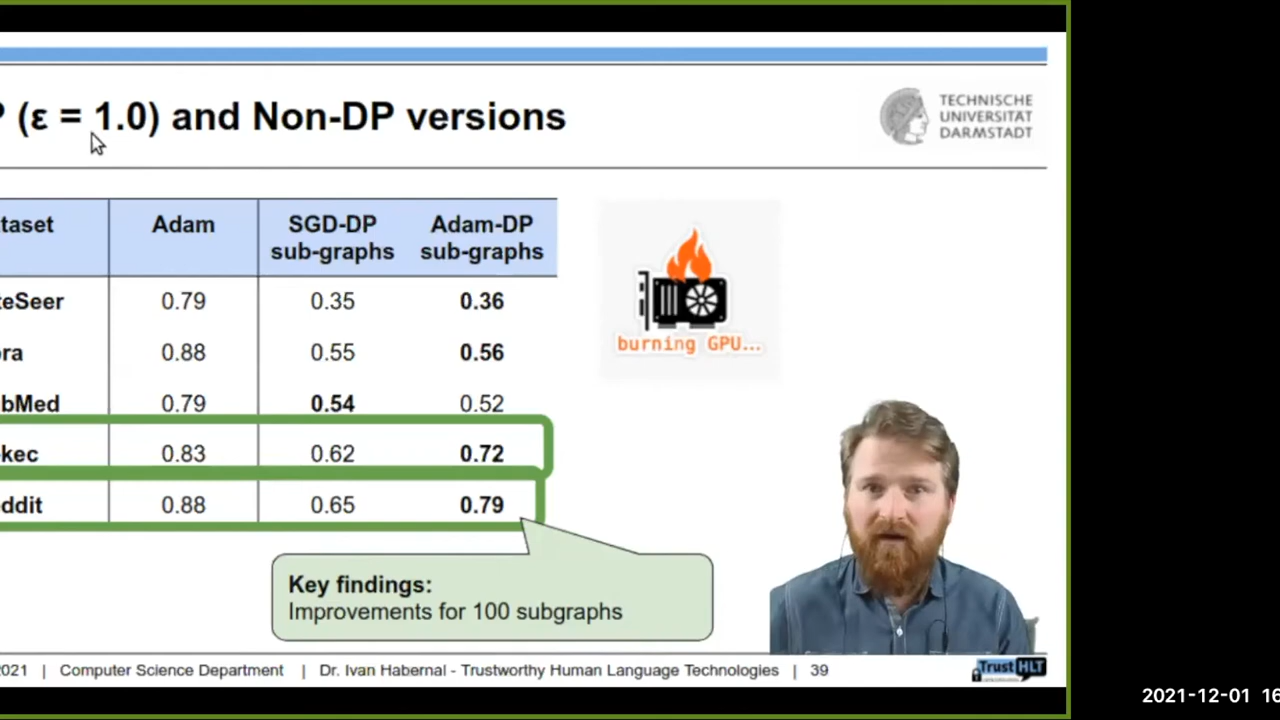 (ε = 1.0) and Non-DP versions
TECHNISCHE
UNIVERSITÄT
DARMSTADT
taset Adam SGD-DP sub-graphs Adam-DP sub-graphs
eSeer 0.79 0.35 0.36
ra 0.88 0.55 0.56
bMed 0.79 0.54 0.52
kec 0.83 0.62 0.72
ddit 0.88 0.65 0.79
burning GPU...
Key findings:
Improvements for 100 subgraphs
021 | Computer Science Department | Dr. Ivan Habernal - Trustworthy Human Language Technologies | 39
TrustHLT
2021-12-01 16